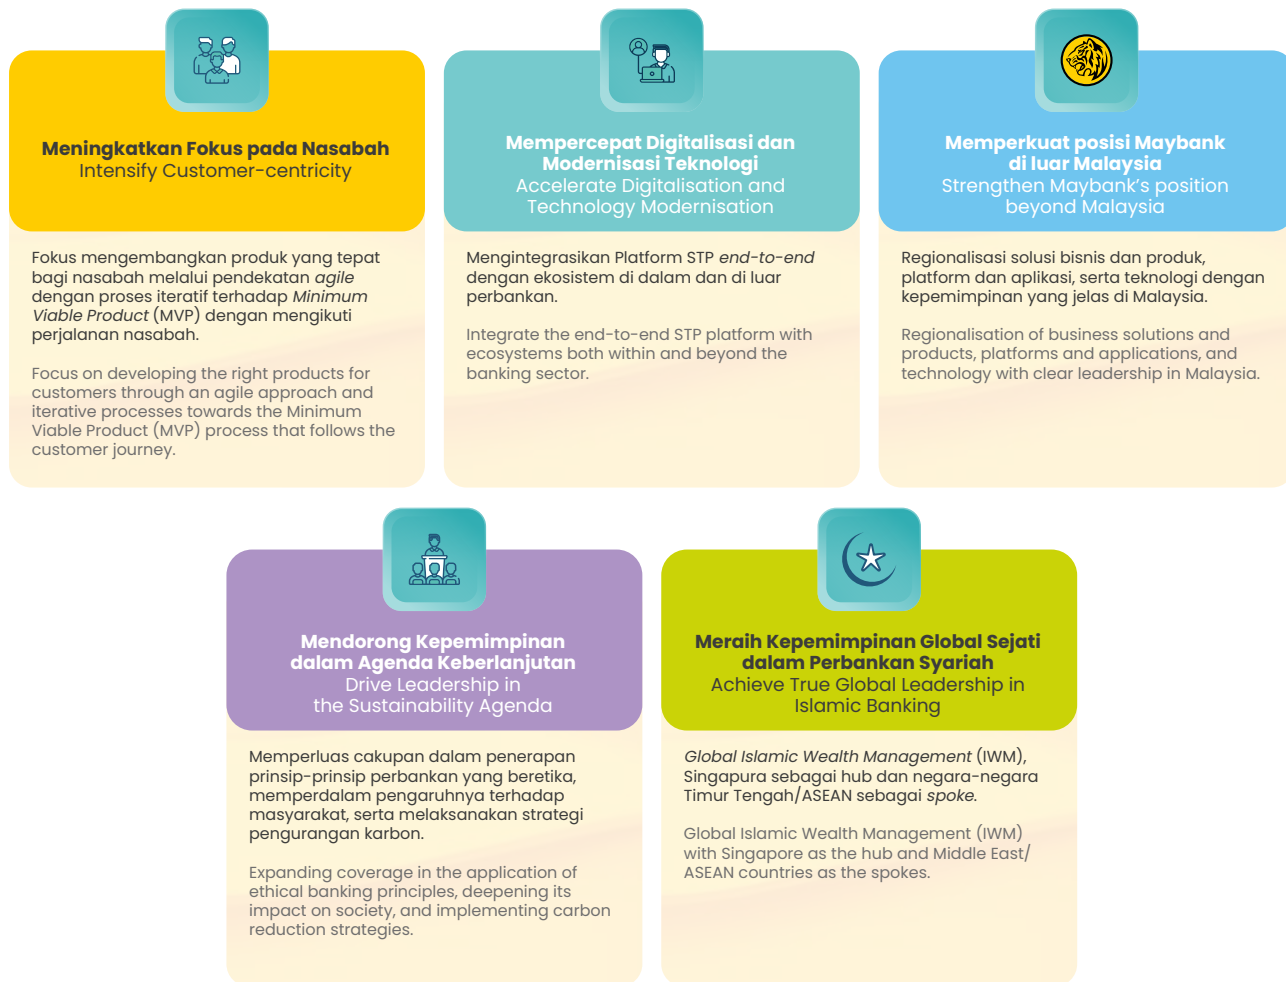 Meningkatkan Fokus pada Nasabah
Intensify Customer-centricity
Fokus mengembangkan produk yang tepat
bagi nasabah melalui pendekatan agile
dengan proses iteratif terhadap Minimum
Viable Product (MVP) dengan mengikuti
perjalanan nasabah.
Focus on developing the right products for
customers through an agile approach and
iterative processes towards the Minimum
Viable Product (MVP) process that follows the
customer journey.
Mempercepat Digitalisasi dan
Modernisasi Teknologi
Accelerate Digitalisation and
Technology Modernisation
Mengintegrasikan Platform STP end-to-end
dengan ekosistem di dalam dan di luar
perbankan.
Integrate the end-to-end STP platform with
ecosystems both within and beyond the
banking sector.
Memperkuat posisi Maybank
di luar Malaysia
Strengthen Maybank's position
beyond Malaysia
Regionalisasi solusi bisnis dan produk,
platform dan aplikasi, serta teknologi dengan
kepemimpinan yang jelas di Malaysia.
Regionalisation of business solutions and
products, platforms and applications, and
technology with clear leadership in Malaysia.
Mendorong Kepemimpinan
dalam Agenda Keberlanjutan
Drive Leadership in
the Sustainability Agenda
Memperluas cakupan dalam penerapan
prinsip-prinsip perbankan yang beretika,
memperdalam pengaruhnya terhadap
masyarakat, serta melaksanakan strategi
pengurangan karbon.
Expanding coverage in the application of
ethical banking principles, deepening its
impact on society, and implementing carbon
reduction strategies.
Meraih Kepemimpinan Global Sejati
dalam Perbankan Syariah
Achieve True Global Leadership in
Islamic Banking
Global Islamic Wealth Management (IWM),
Singapura sebagai hub dan negara-negara
Timur Tengah/ASEAN sebagai spoke.
Global Islamic Wealth Management (IWM)
with Singapore as the hub and Middle East/
ASEAN countries as the spokes.